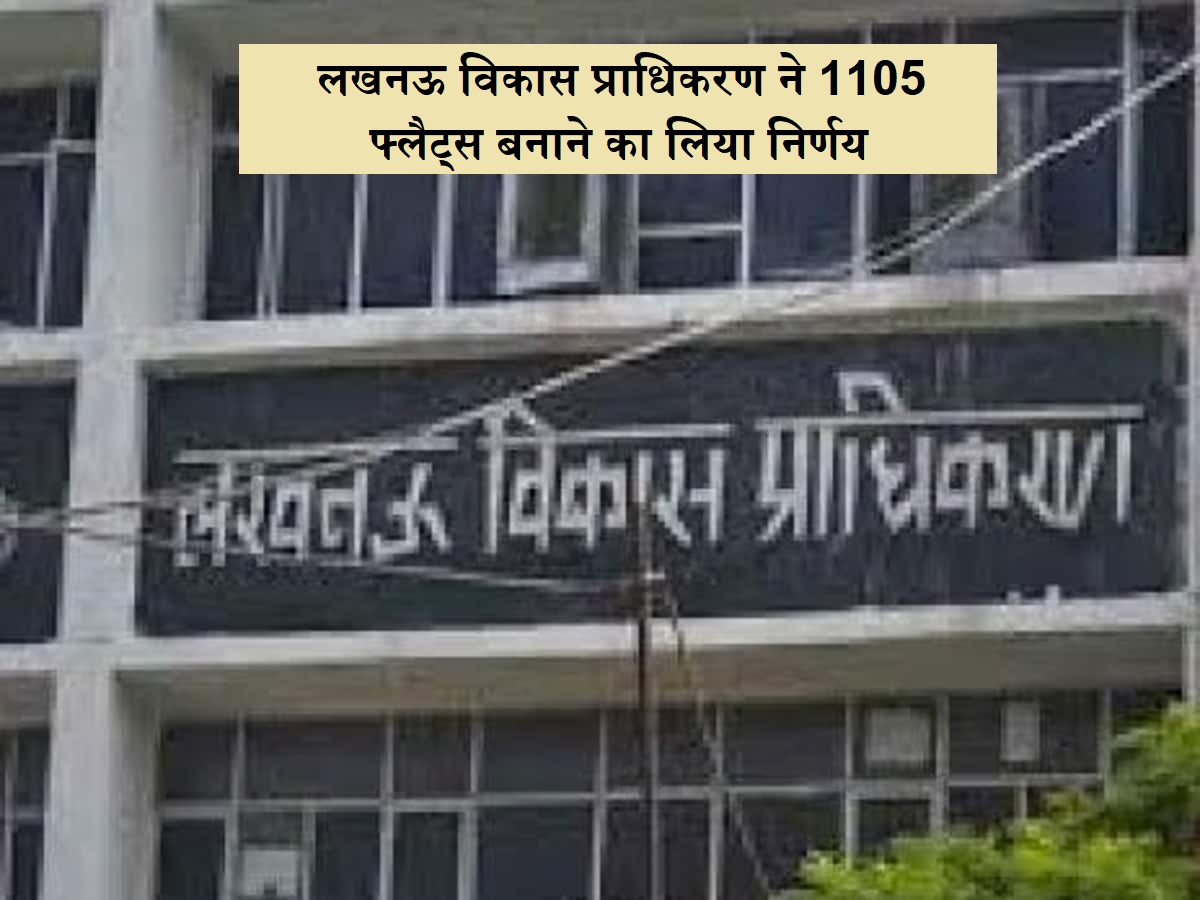 लखनऊ विकास प्राधिकरण ने 1105
फ्लैट्स बनाने का लिया निर्णय
लखनऊ विकास प्राधिकरण